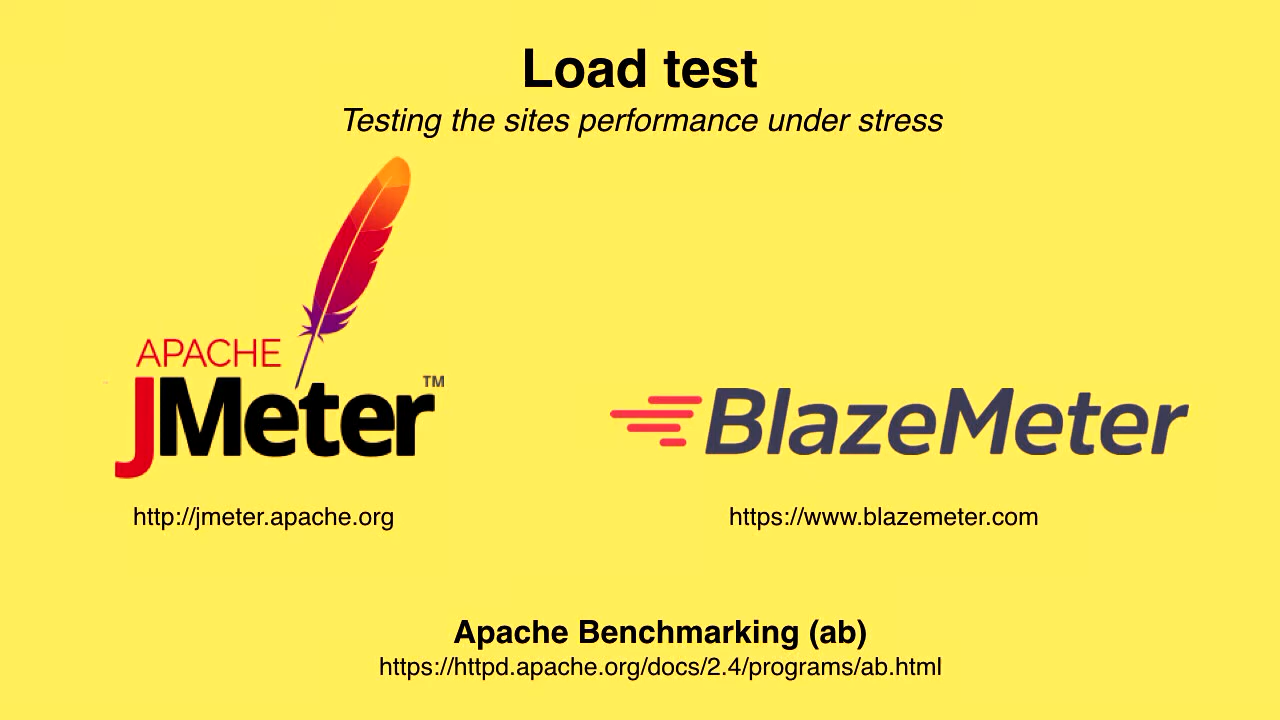 Load test
Testing the sites performance under stress
APACHE
JMeter™
BlazeMeter
http://jmeter.apache.org
https://www.blazemeter.com
Apache Benchmarking (ab)
https://httpd.apache.org/docs/2.4/programs/ab.html